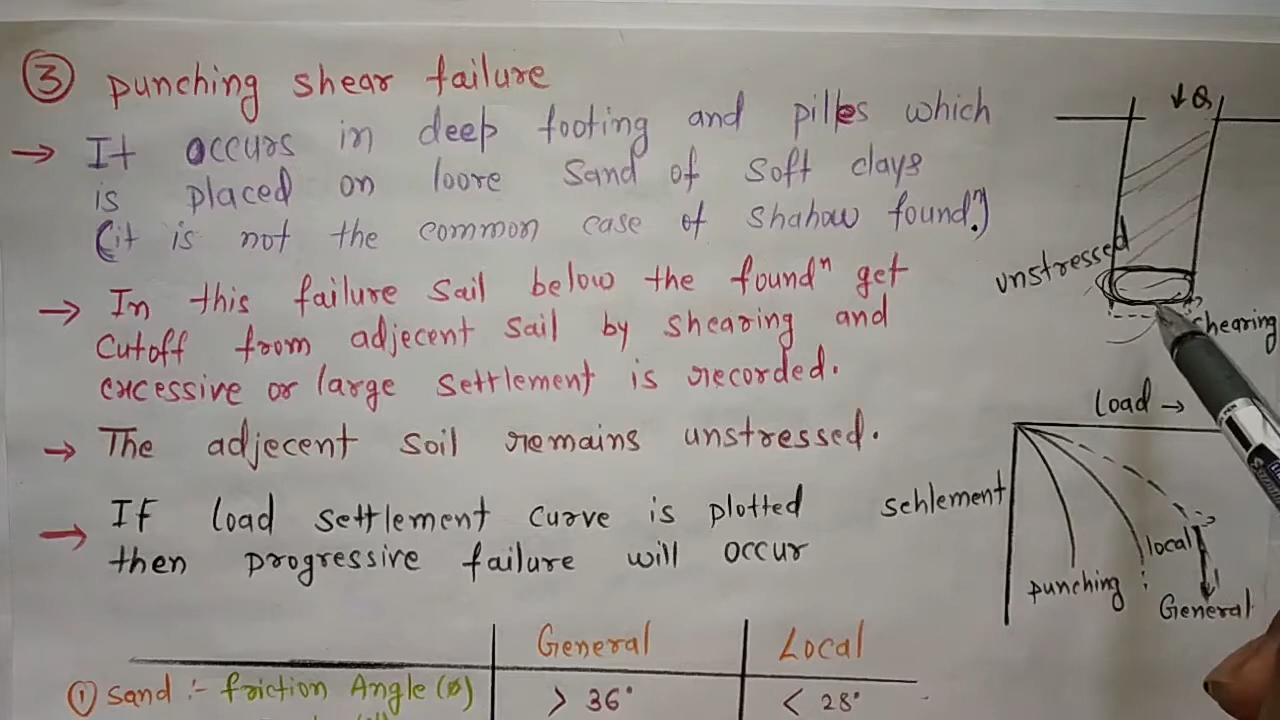 ③ punching shear failure
→ It occurs in deep footing and pilles which
is placed on loore sand of soft clays
(it is not the common case of shahow foundⁿ)
→ In this failure sail below the foundⁿ get
cutoff from adjecent sail by shearing and
excessive or large settlement is recorded.
→ The adjecent soil remains unstressed.
→ If load settlement curve is plotted
then progressive failure will occur
↓Q
unstressed
shearing
Load →
sehlement
local
punching
General
General Local
① sand :- friction Angle (φ) > 36° < 28°